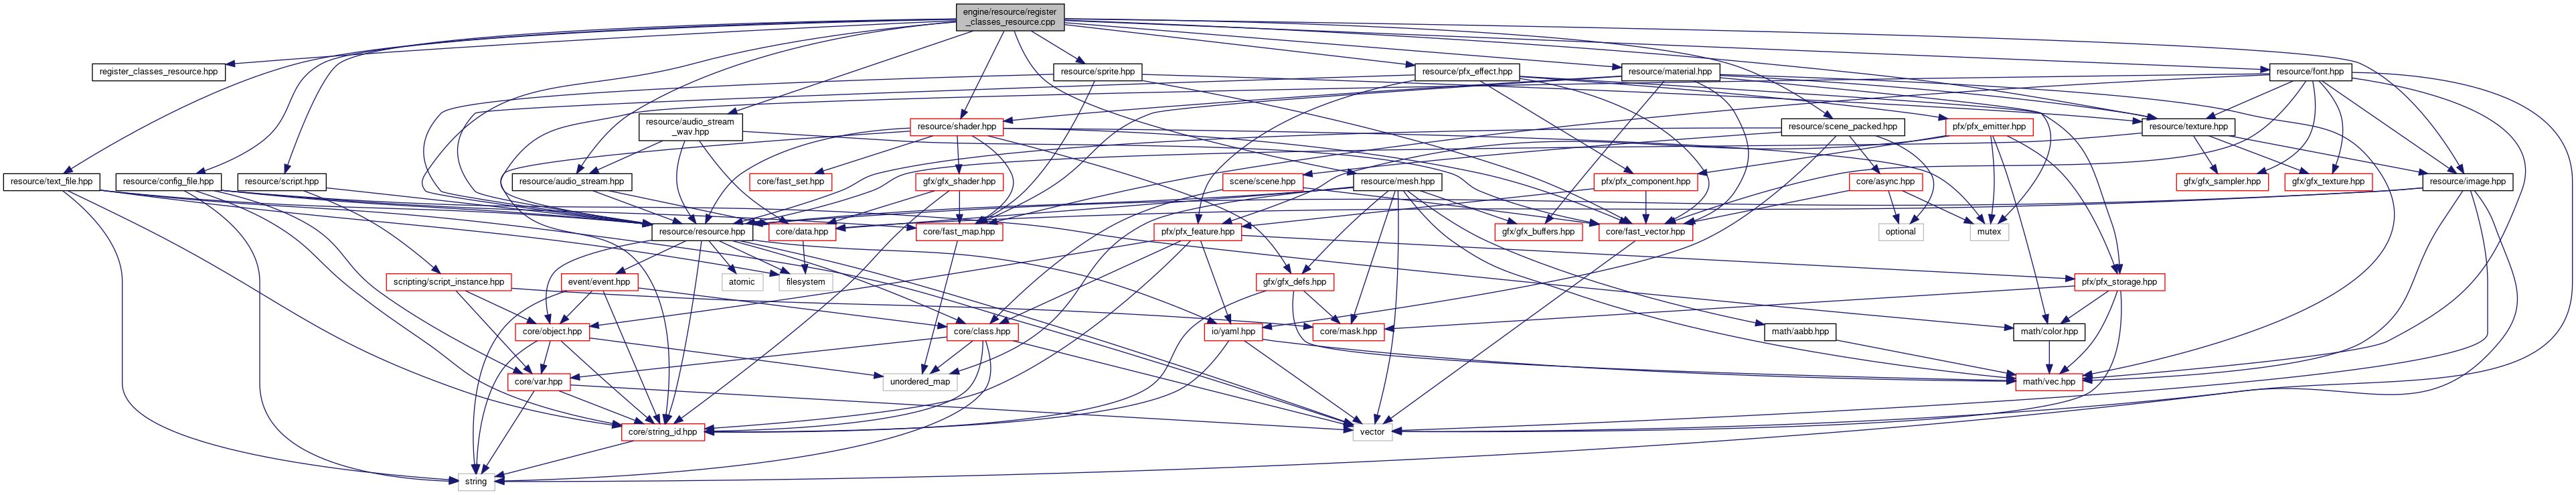 engine/resource/register
_classes_resource.cpp
register_classes_resource.hpp
resource/sprite.hpp
resource/pfx_effect.hpp
resource/material.hpp
resource/font.hpp
resource/audio_stream
_wav.hpp
resource/shader.hpp
resource/scene_packed.hpp
pfx/pfx_emitter.hpp
resource/texture.hpp
resource/text_file.hpp
resource/config_file.hpp
resource/script.hpp
resource/audio_stream.hpp
core/fast_set.hpp
gfx/gfx_shader.hpp
scene/scene.hpp
resource/mesh.hpp
pfx/pfx_component.hpp
core/async.hpp
gfx/gfx_sampler.hpp
gfx/gfx_texture.hpp
resource/image.hpp
resource/resource.hpp
core/data.hpp
core/fast_map.hpp
pfx/pfx_feature.hpp
gfx/gfx_buffers.hpp
core/fast_vector.hpp
optional
mutex
scripting/script_instance.hpp
event/event.hpp
atomic
filesystem
gfx/gfx_defs.hpp
pfx/pfx_storage.hpp
core/object.hpp
core/class.hpp
io/yaml.hpp
core/mask.hpp
math/aabb.hpp
math/color.hpp
core/var.hpp
unordered_map
math/vec.hpp
core/string_id.hpp
vector
string